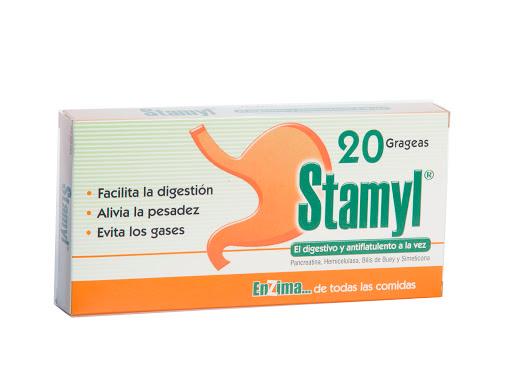 Stamyl
20 Grageas
Stamyl®
El digestivo y antiflatulento a la vez
Pancreatina, Hemicelulasa, Bilis de Buey y Simeticona
• Facilita la digestión
• Alivia la pesadez
• Evita los gases
EnZima... de todas las comidas
Stamyl